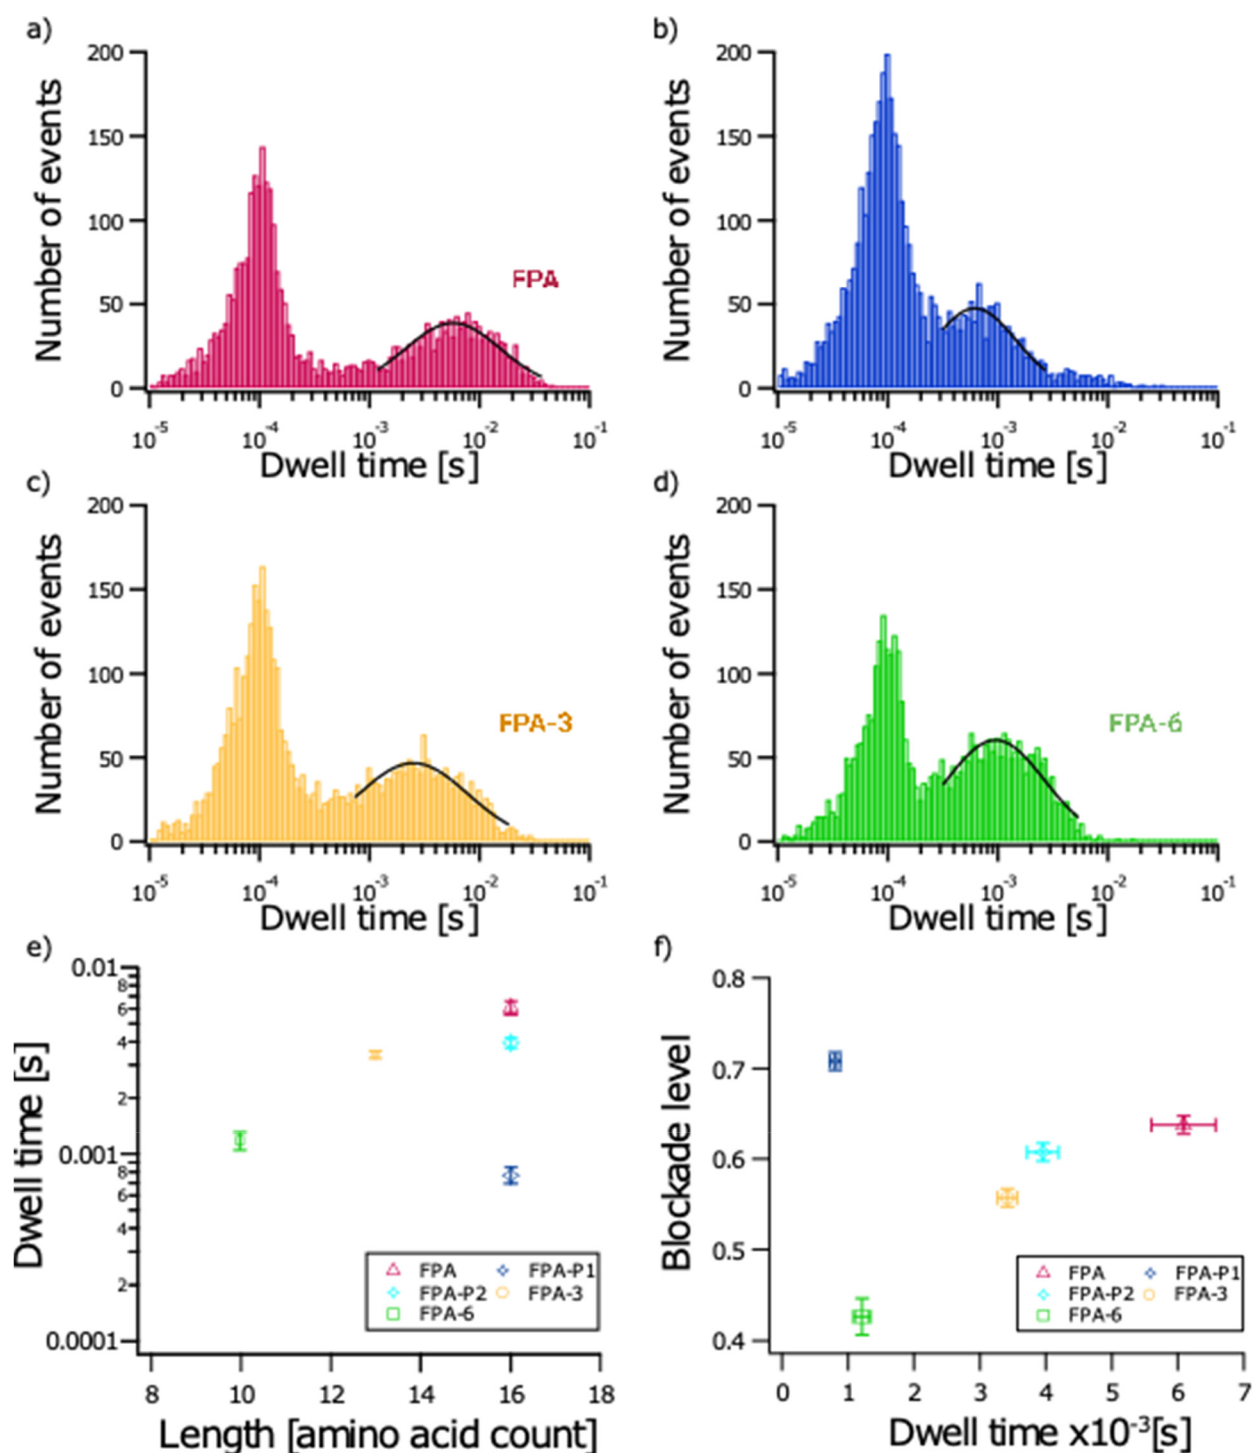 a)
200
150
100
50
0
Number of events
FPA
10-5
10-4
10-3
10-2
10-1
Dwell time [s]
b)
200
150
100
50
0
Number of events
10-5
10-4
10-3
10-2
10-1
Dwell time [s]
c)
200
150
100
50
0
Number of events
FPA-3
10-5
10-4
10-3
10-2
10-1
Dwell time [s]
d)
200
150
100
50
0
Number of events
FPA-6
10-5
10-4
10-3
10-2
10-1
Dwell time [s]
e)
0.01
8
6
4
2
0.001
8
6
4
2
0.0001
Dwell time [s]
FPA
FPA-P1
FPA-P2
FPA-3
FPA-6
8
10
12
14
16
18
Length [amino acid count]
f)
0.8
0.7
0.6
0.5
0.4
Blockade level
FPA
FPA-P1
FPA-P2
FPA-3
FPA-6
0
1
2
3
4
5
6
7
Dwell time x10-3[s]